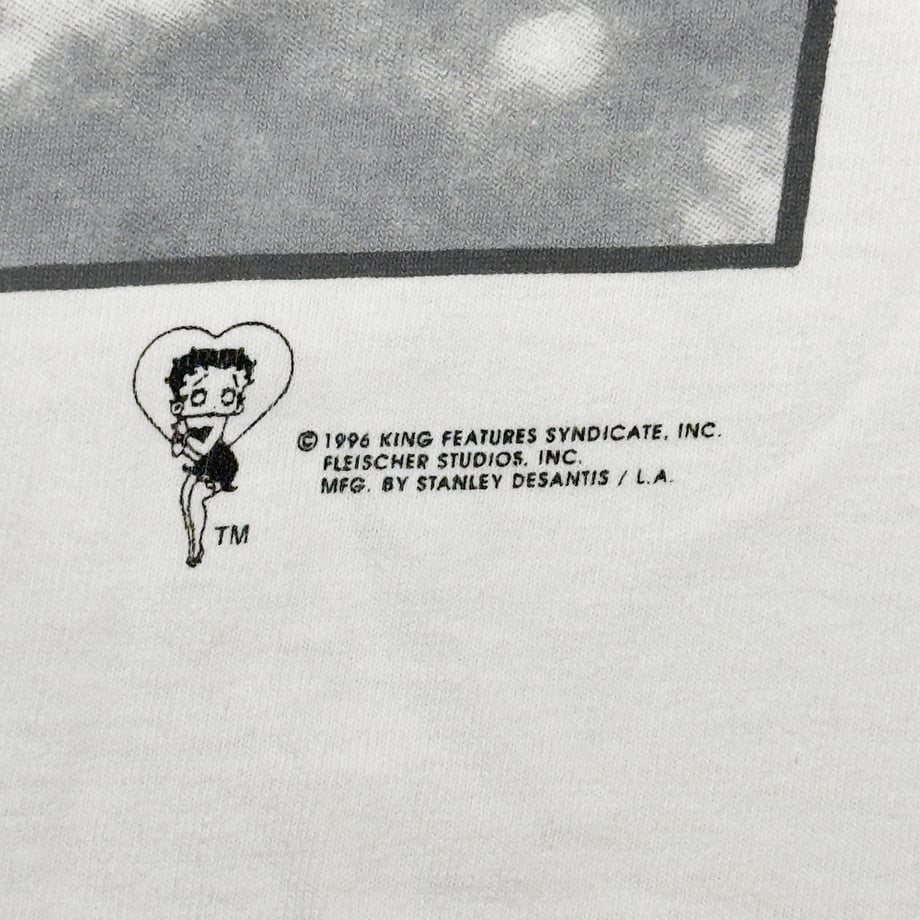 © 1996 KING FEATURES SYNDICATE, INC.
FLEISCHER STUDIOS, INC.
MFG. BY STANLEY DESANTIS / L.A.
TM